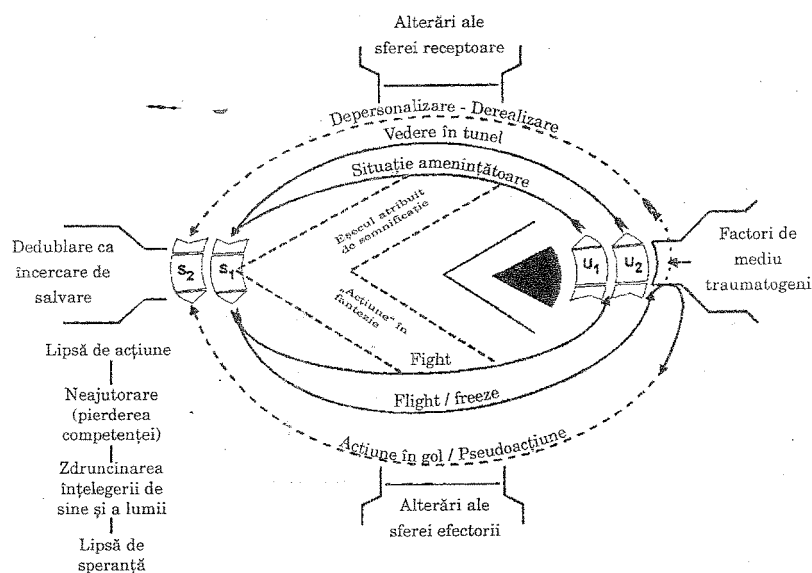 Alterări ale
sferei receptoare
Depersonalizare - Derealizare
Vedere în tunel
Situație amenințătoare
Eșecul atribuit
de semnificație
Dedublare ca
încercare de
salvare
S2
S1
U1
U2
Factori de
mediu
traumatogeni
„Acțiune" în
fantezie
Lipsă de acțiune
Neajutorare
(pierderea
competenței)
Zdruncinarea
înțelegerii de
sine și a lumii
Lipsă de
speranță
Fight
Flight / freeze
Acțiune în gol / Pseudoacțiune
Alterări ale
sferei efectorii